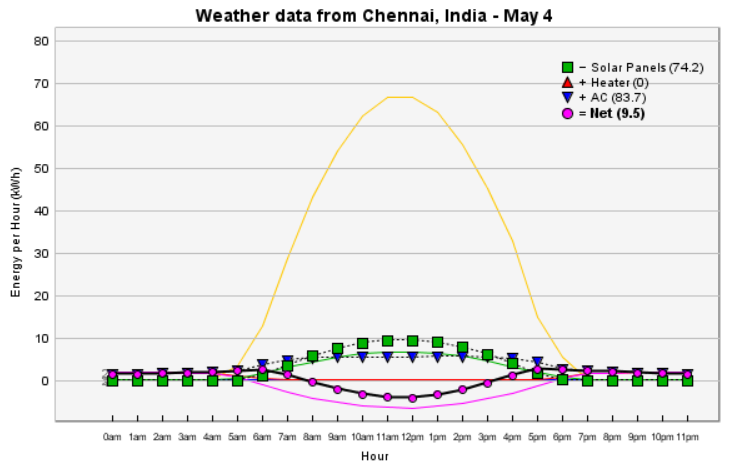 Weather data from Chennai, India - May 4
80
70
60
50
40
30
20
10
0
Energy per Hour (kWh)
– Solar Panels (74.2)
+ Heater (0)
+ AC (83.7)
= Net (9.5)
0am 1am 2am 3am 4am 5am 6am 7am 8am 9am 10am 11am 12pm 1pm 2pm 3pm 4pm 5pm 6pm 7pm 8pm 9pm 10pm 11pm
Hour